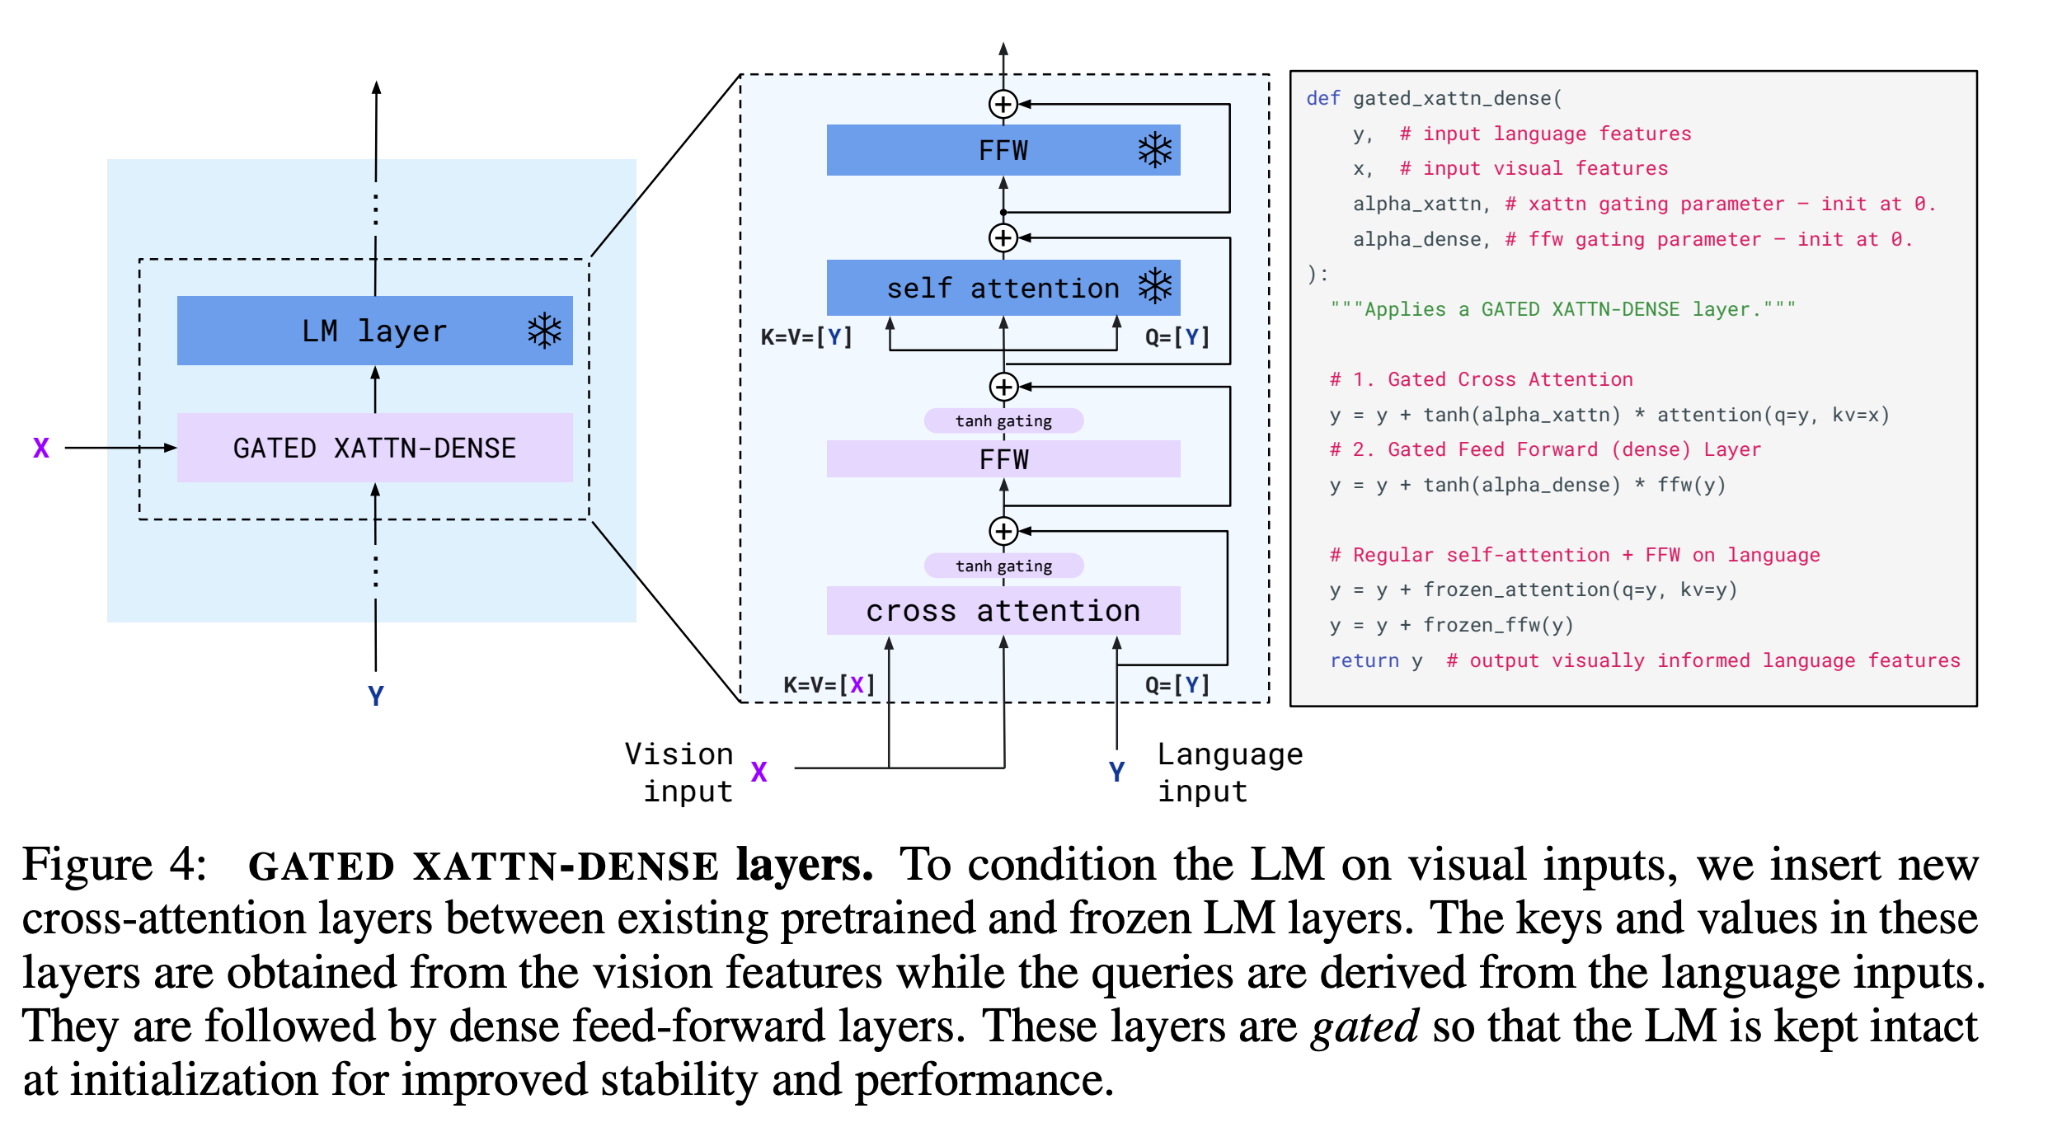 LM layer
GATED XATTN-DENSE
X
Y
FFW
self attention
K=V=[Y]
Q=[Y]
tanh gating
FFW
tanh gating
cross attention
K=V=[X]
Q=[Y]
Vision
input
X
Y
Language
input
def gated_xattn_dense(
y, # input language features
x, # input visual features
alpha_xattn, # xattn gating parameter – init at 0.
alpha_dense, # ffw gating parameter – init at 0.
):
"""Applies a GATED XATTN-DENSE layer."""
# 1. Gated Cross Attention
y = y + tanh(alpha_xattn) * attention(q=y, kv=x)
# 2. Gated Feed Forward (dense) Layer
y = y + tanh(alpha_dense) * ffw(y)
# Regular self-attention + FFW on language
y = y + frozen_attention(q=y, kv=y)
y = y + frozen_ffw(y)
return y # output visually informed language features
Figure 4: GATED XATTN-DENSE layers. To condition the LM on visual inputs, we insert new
cross-attention layers between existing pretrained and frozen LM layers. The keys and values in these
layers are obtained from the vision features while the queries are derived from the language inputs.
They are followed by dense feed-forward layers. These layers are gated so that the LM is kept intact
at initialization for improved stability and performance.